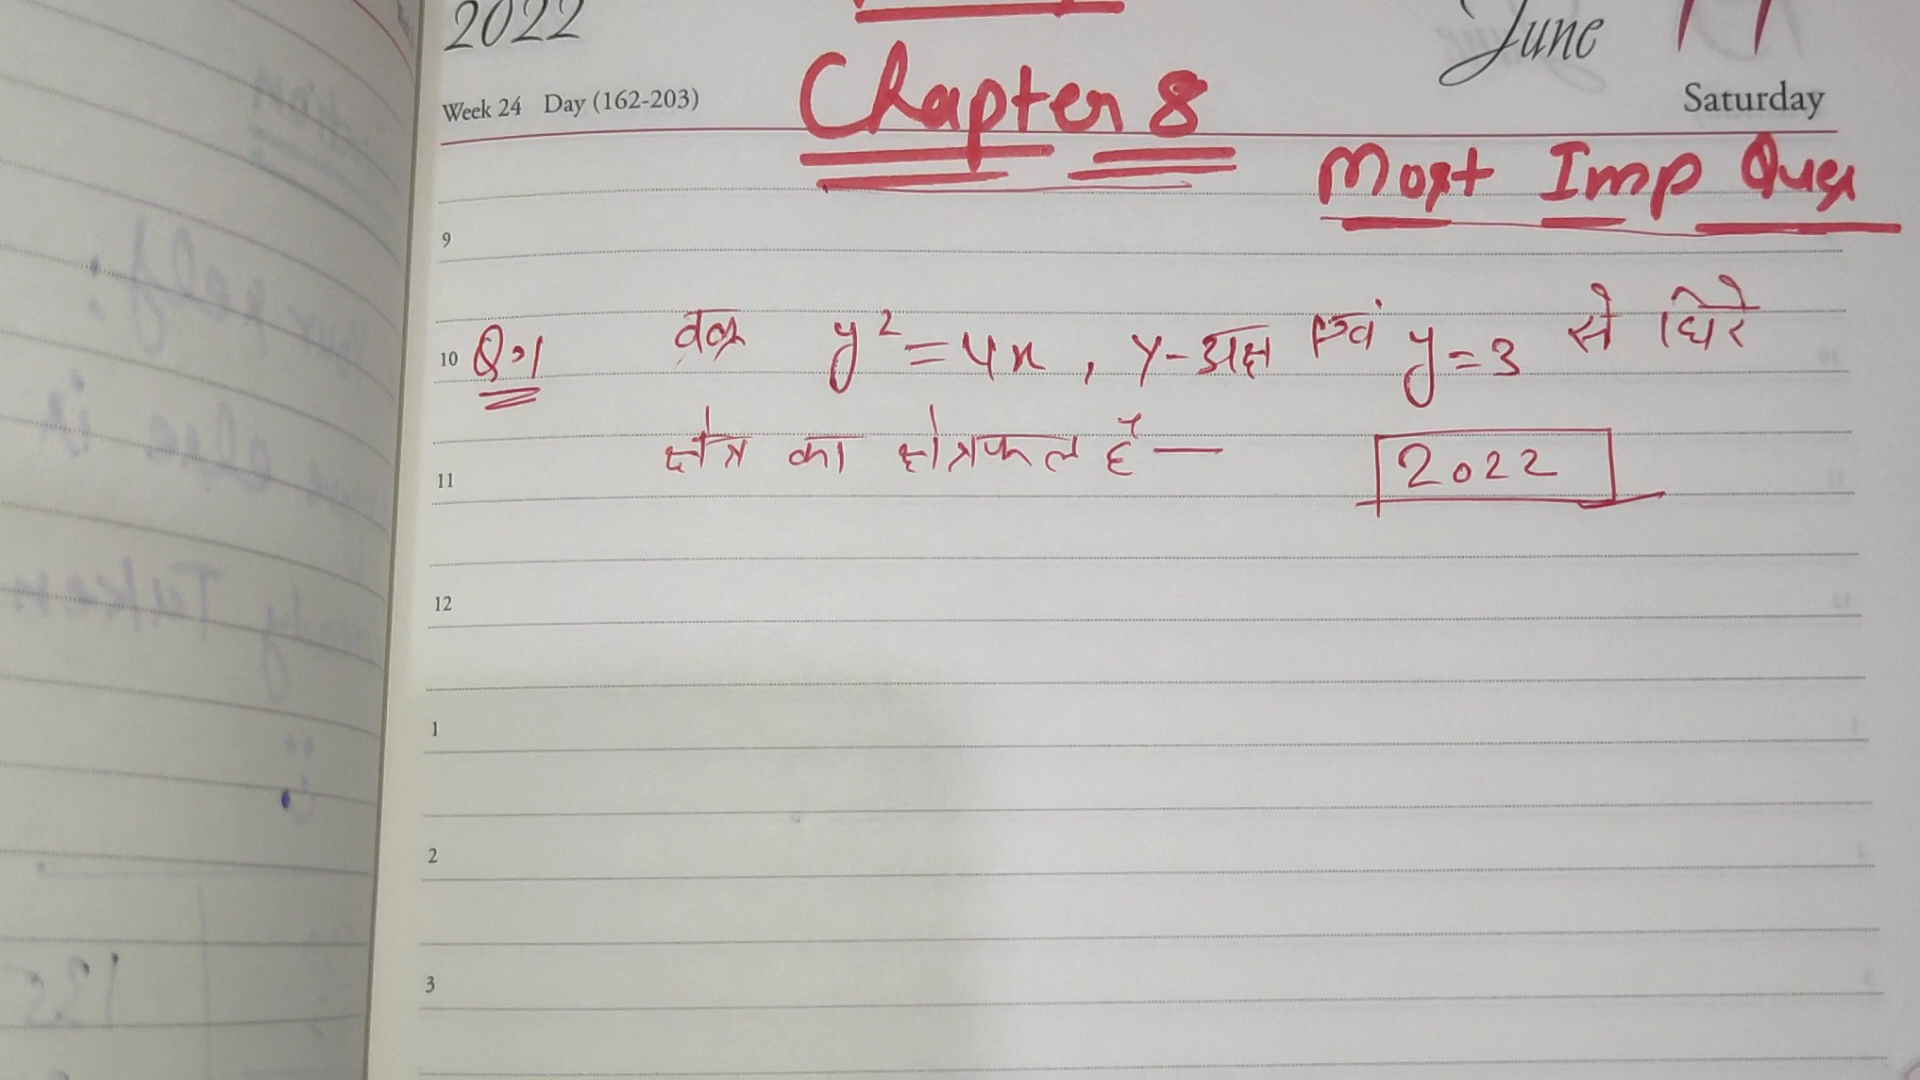 2022
June
Week 24 Day (162-203)
Chapter 8
Saturday
Most Imp Ques
9
10 Q.1 वक्र y² = 4x , y-अक्ष एवं y = 3 से घिरे
क्षेत्र का क्षेत्रफल है —
2022
11
12
1
2
3